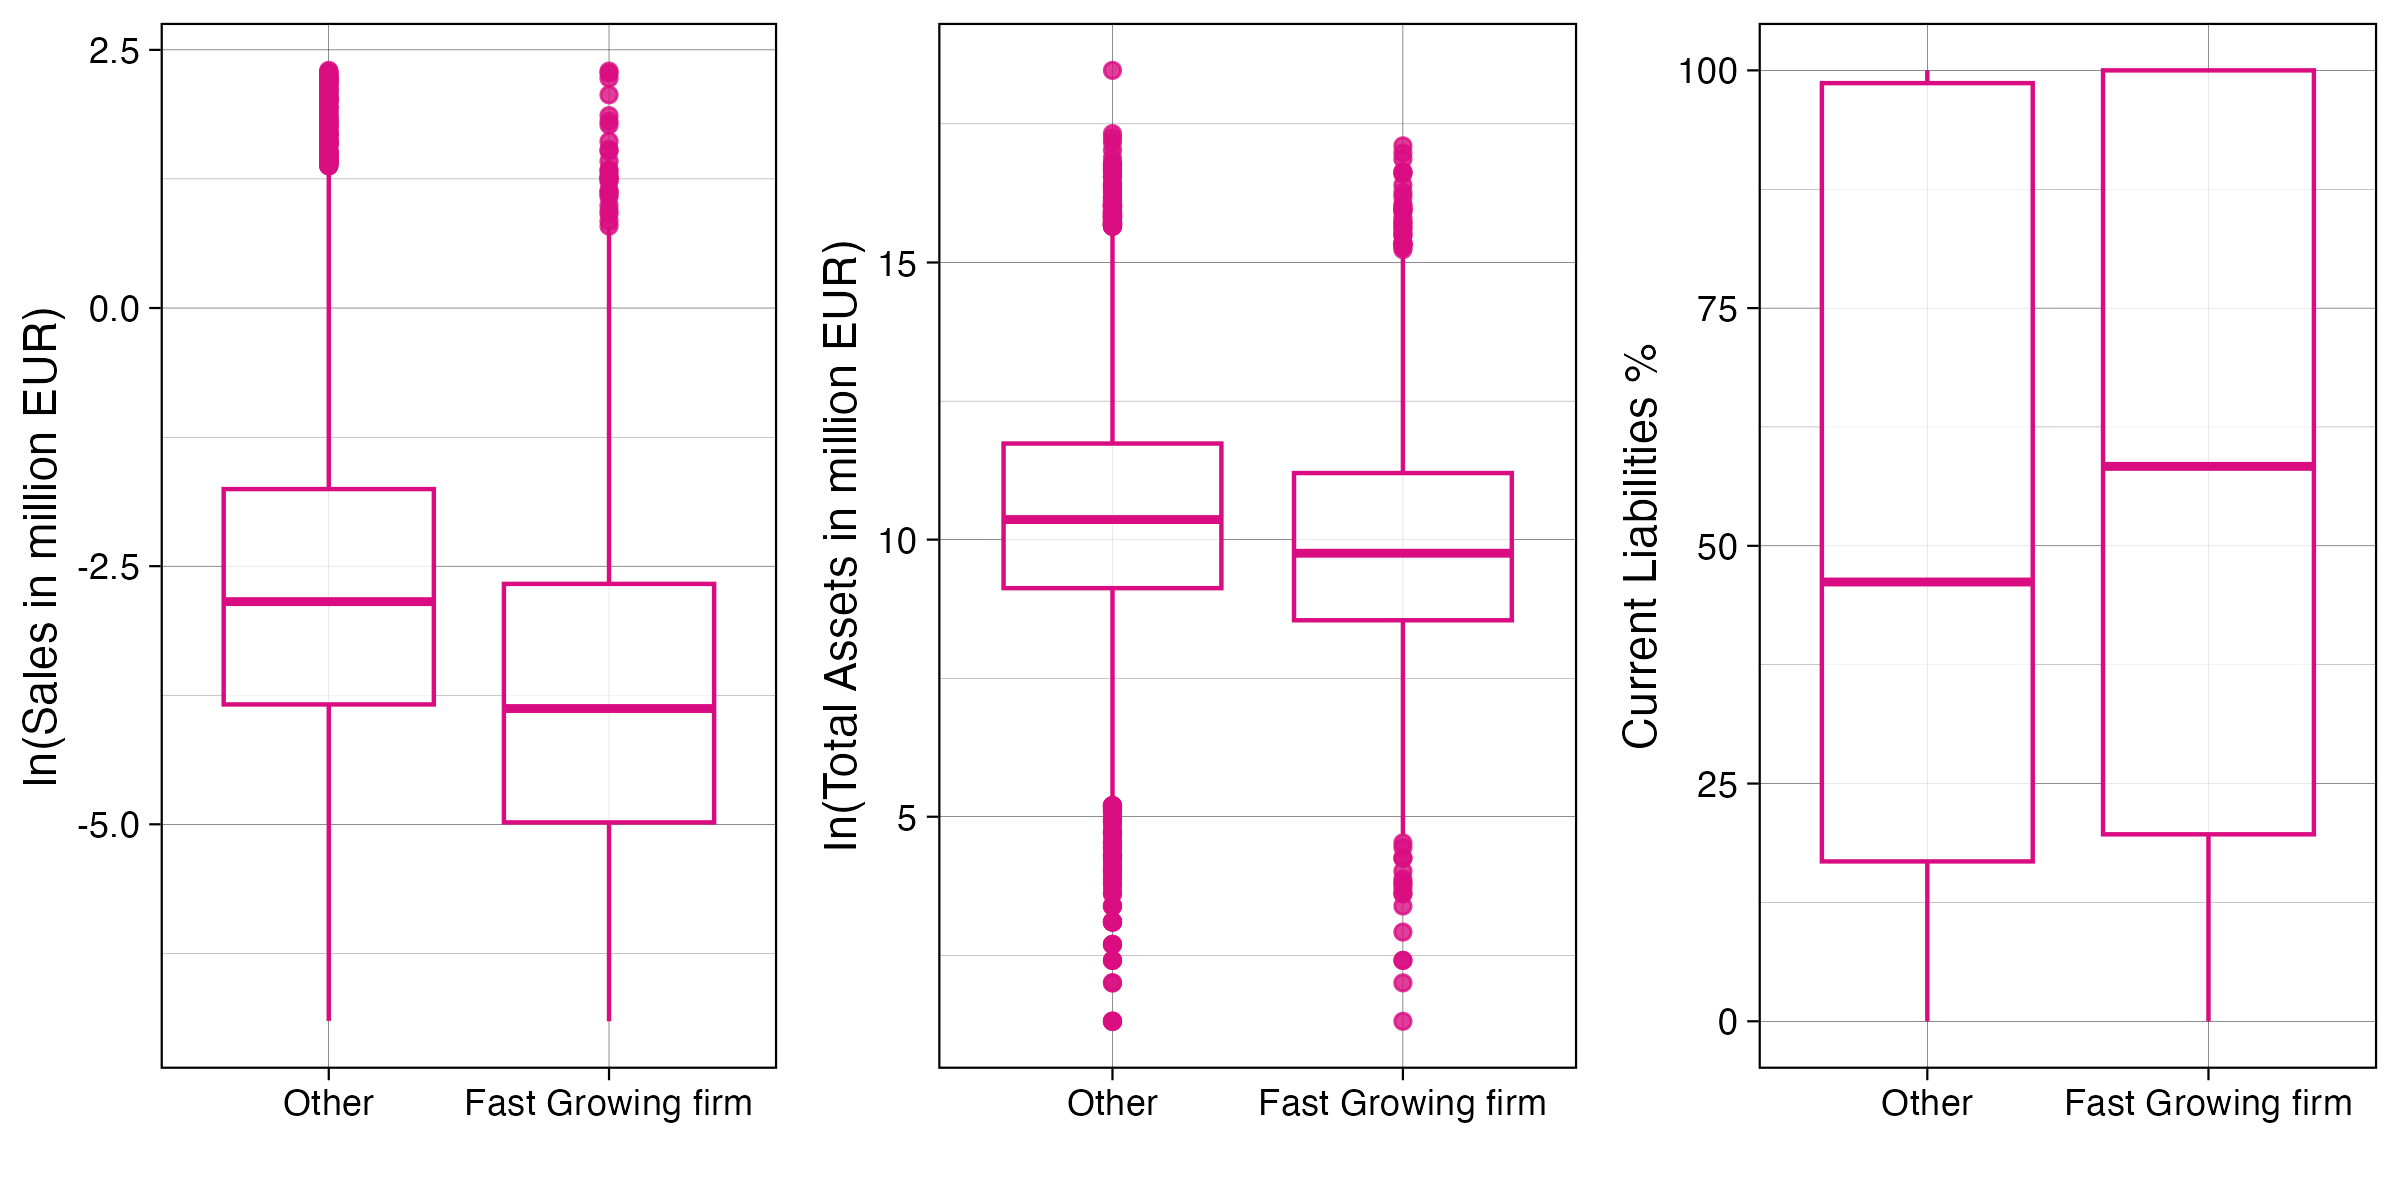 ln(Sales in million EUR)
2.5
0.0
-2.5
-5.0
Other
Fast Growing firm
ln(Total Assets in million EUR)
15
10
5
Other
Fast Growing firm
Current Liabilities %
100
75
50
25
0
Other
Fast Growing firm